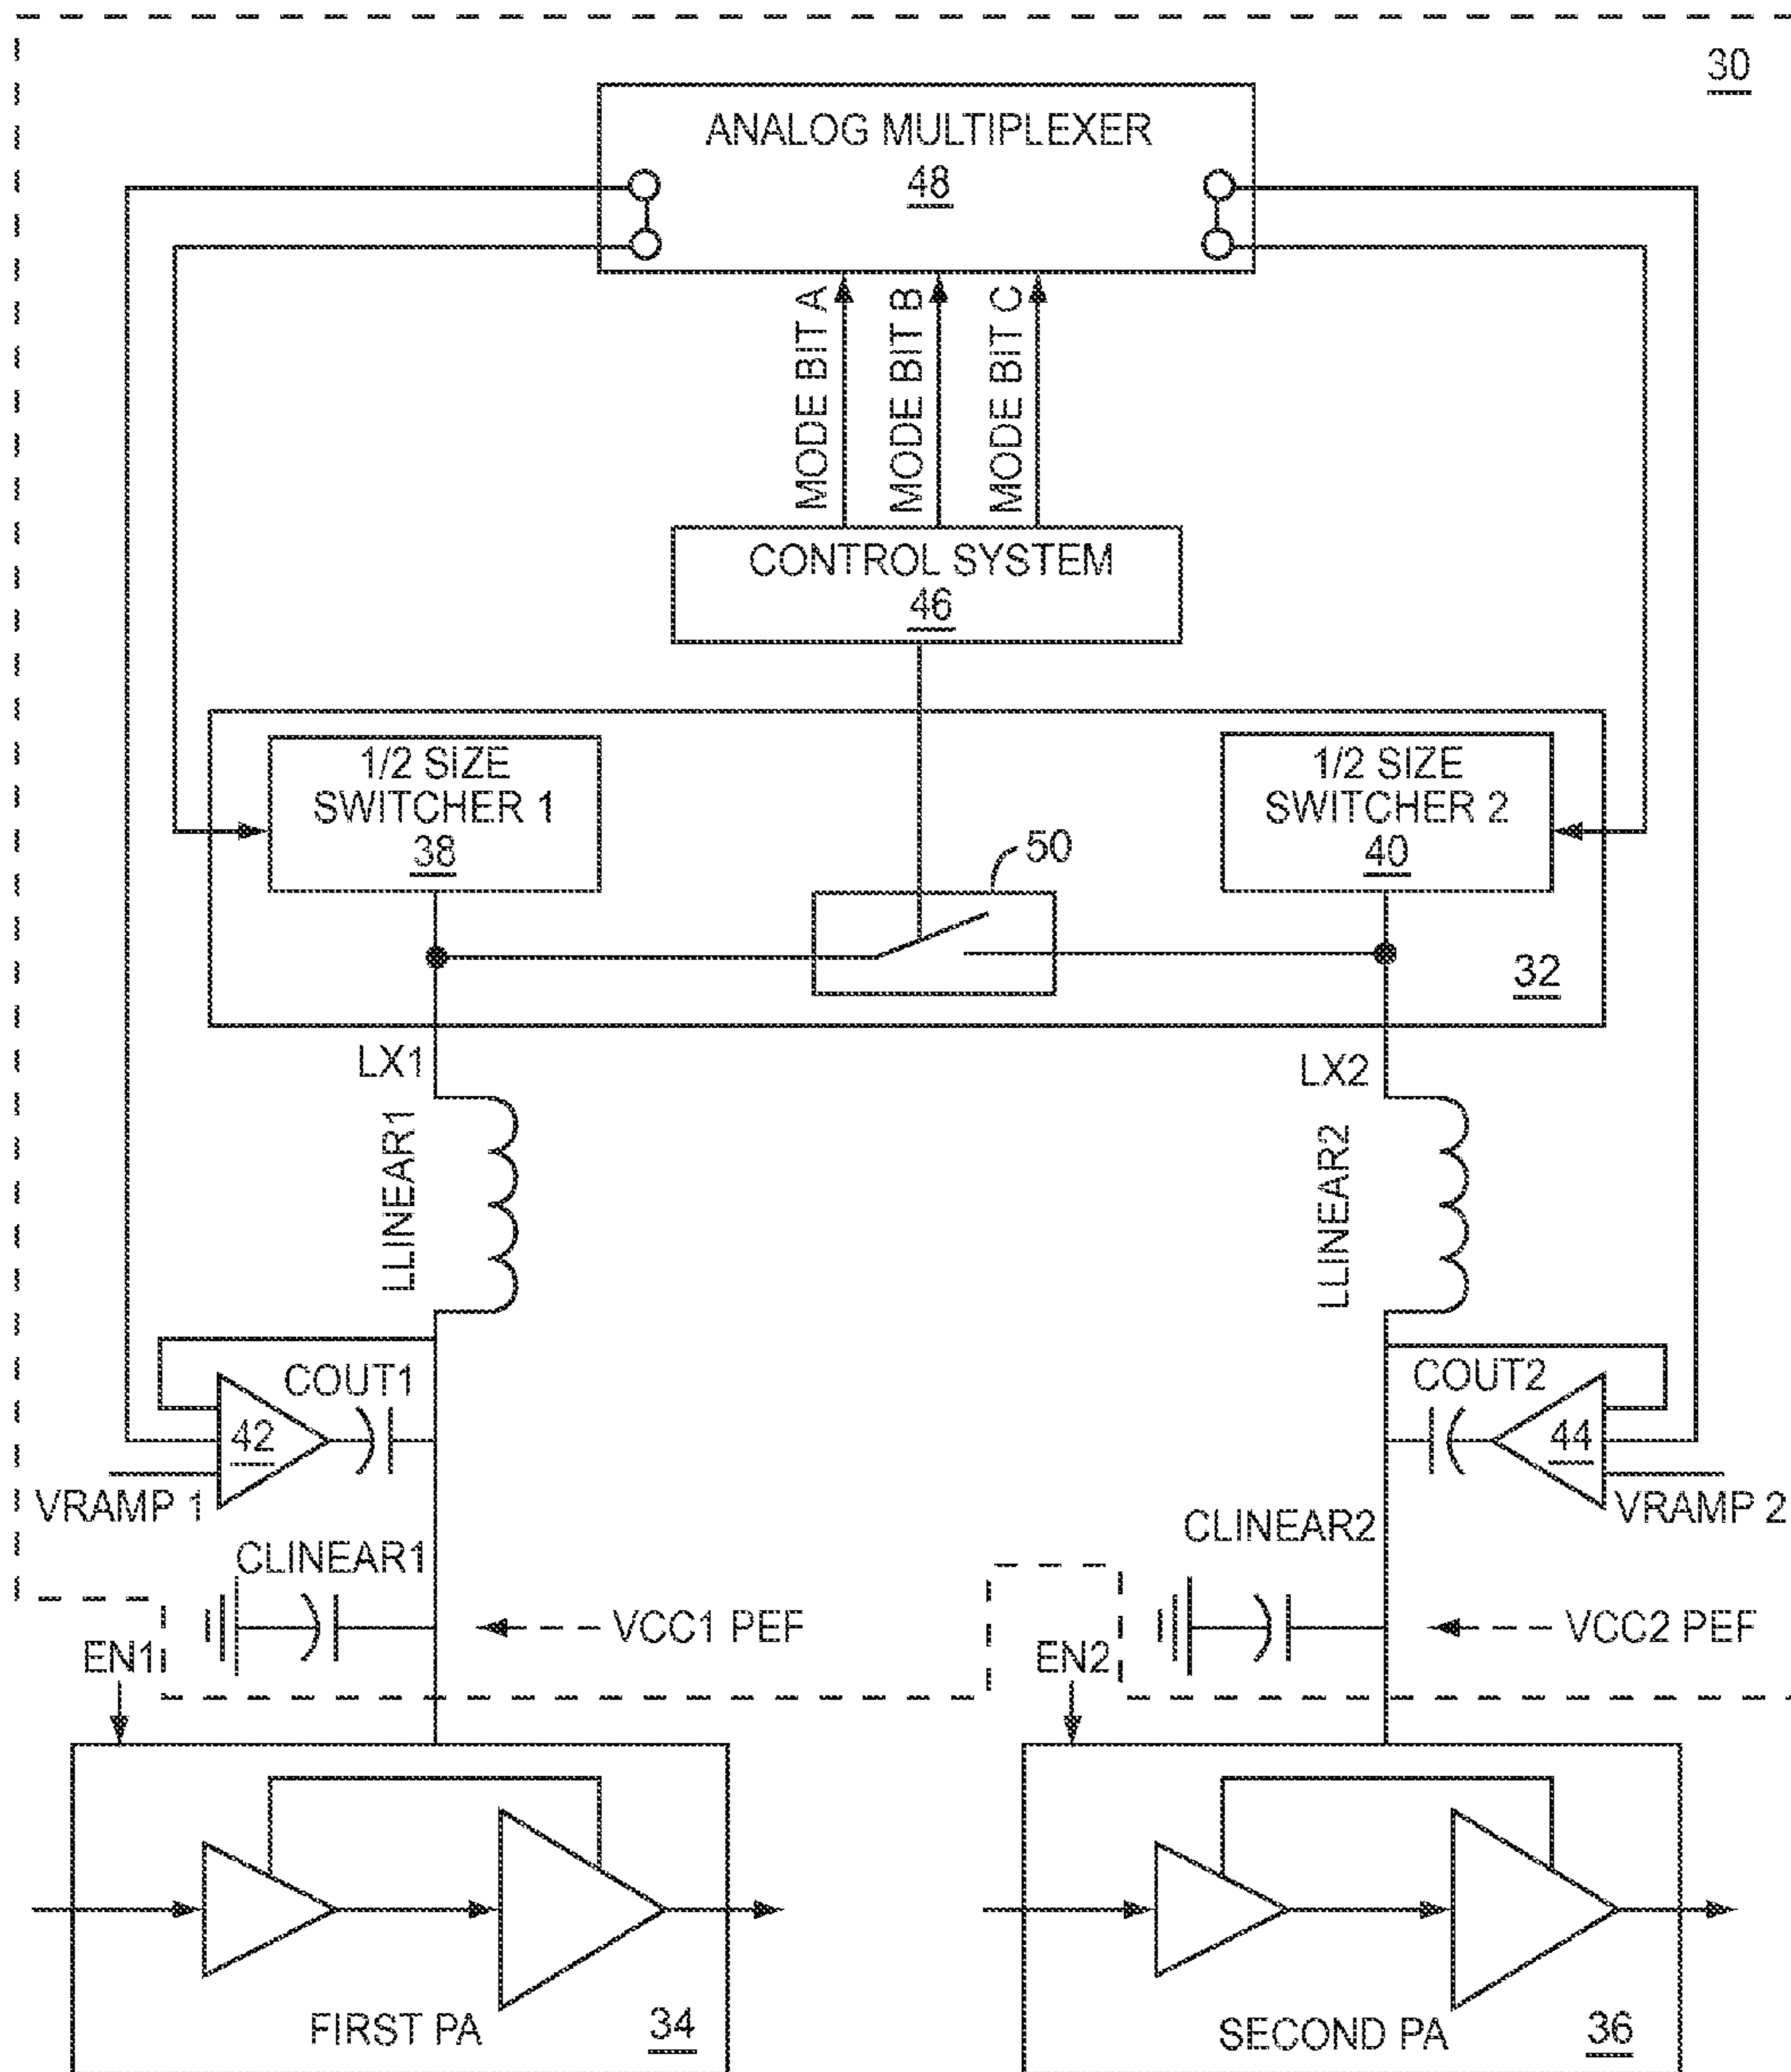 30
ANALOG MULTIPLEXER
48
MODE BIT A
MODE BIT B
MODE BIT C
CONTROL SYSTEM
46
1/2 SIZE
SWITCHER 1
38
1/2 SIZE
SWITCHER 2
40
50
32
LX1
LX2
LLINEAR1
LLINEAR2
COUT1
42
VRAMP 1
COUT2
44
VRAMP 2
CLINEAR1
CLINEAR2
VCC1 PEF
VCC2 PEF
EN1
EN2
FIRST PA
34
SECOND PA
36